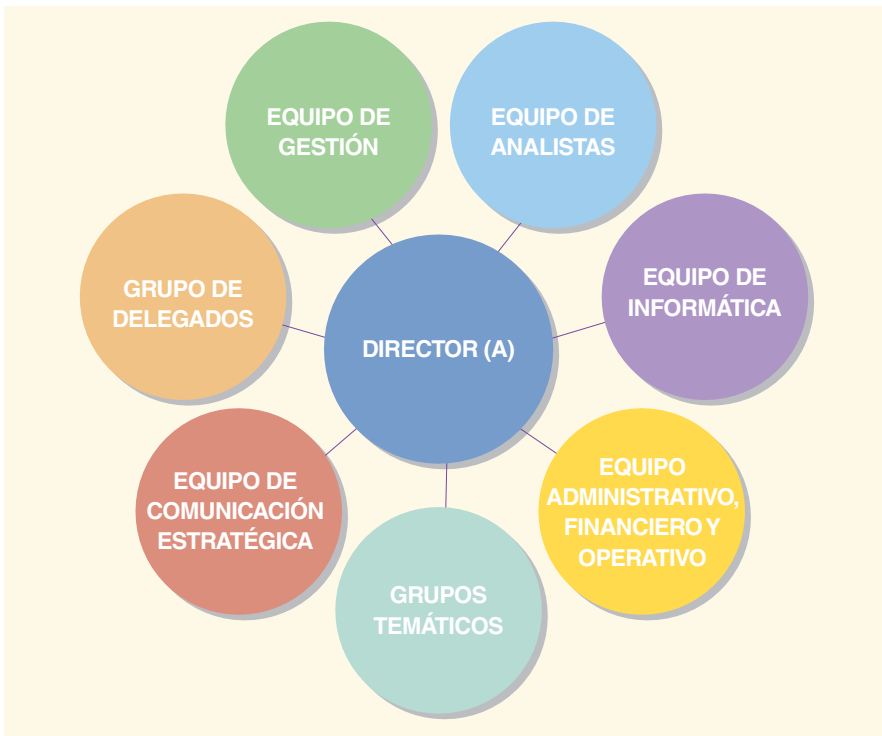 EQUIPO DE
GESTIÓN
EQUIPO DE
ANALISTAS
GRUPO DE
DELEGADOS
EQUIPO DE
INFORMÁTICA
DIRECTOR (A)
EQUIPO DE
COMUNICACIÓN
ESTRATÉGICA
EQUIPO
ADMINISTRATIVO,
FINANCIERO Y
OPERATIVO
GRUPOS
TEMÁTICOS